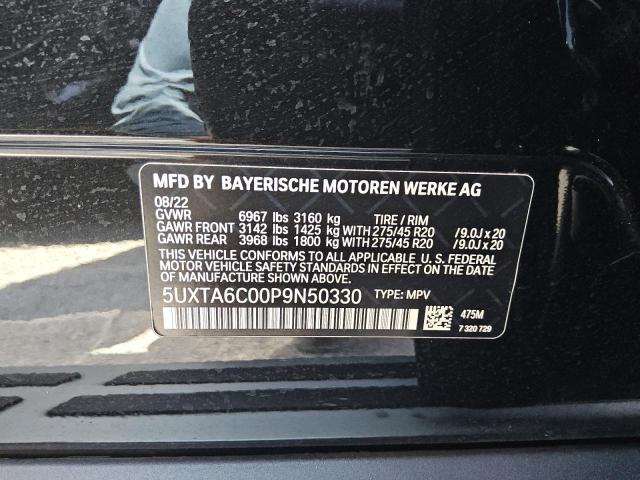 MFD BY BAYERISCHE MOTOREN WERKE AG
08/22
GVWR 6967 lbs 3160 kg TIRE / RIM
GAWR FRONT 3142 lbs 1425 kg WITH 275/45 R20 /9.0J x 20
GAWR REAR 3968 lbs 1800 kg WITH 275/45 R20 /9.0J x 20
THIS VEHICLE CONFORMS TO ALL APPLICABLE U. S. FEDERAL
MOTOR VEHICLE SAFETY STANDARDS IN EFFECT ON THE DATE
OF MANUFACTURE SHOWN ABOVE.
5UXTA6C00P9N50330 TYPE: MPV
475M
7 320 729